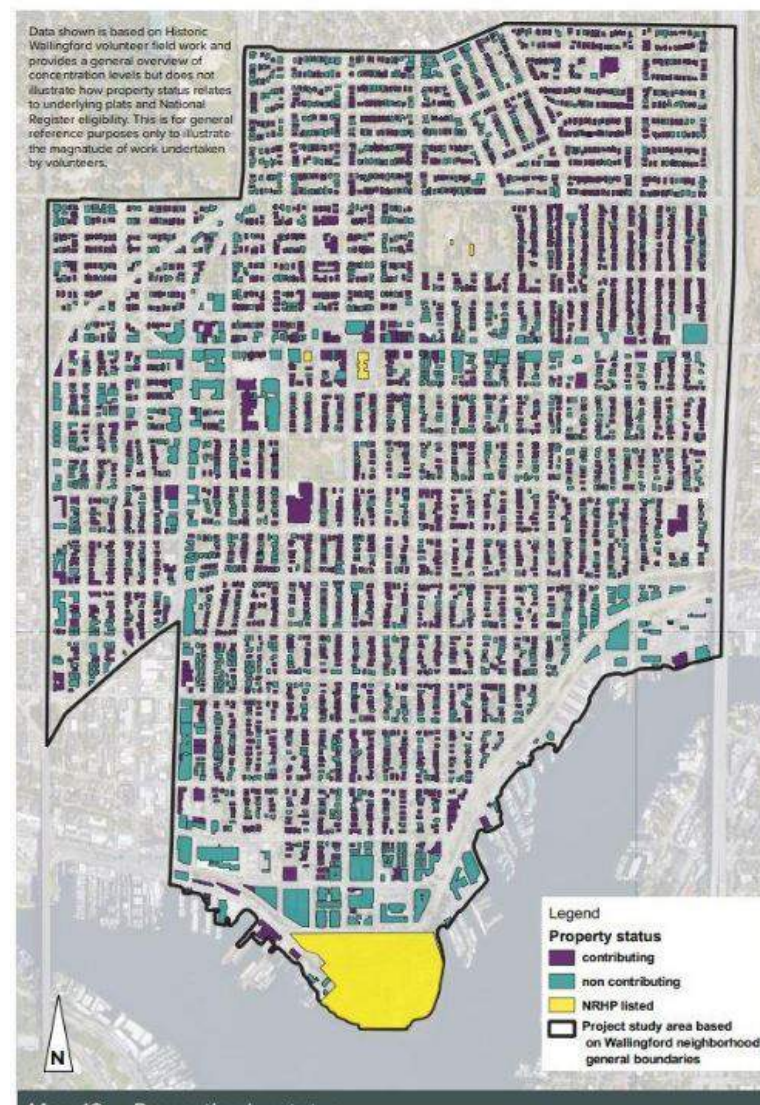 Data shown is based on Historic
Wallingford volunteer field work and
provides a general overview of
concentration levels but does not
illustrate how property status relates
to underlying plats and National
Register eligibility. This is for general
reference purposes only to illustrate
the magnatude of work undertaken
by volunteers.
Legend
Property status
contributing
non contributing
NRHP listed
Project study area based
on Wallingford neighborhood
general boundaries
N